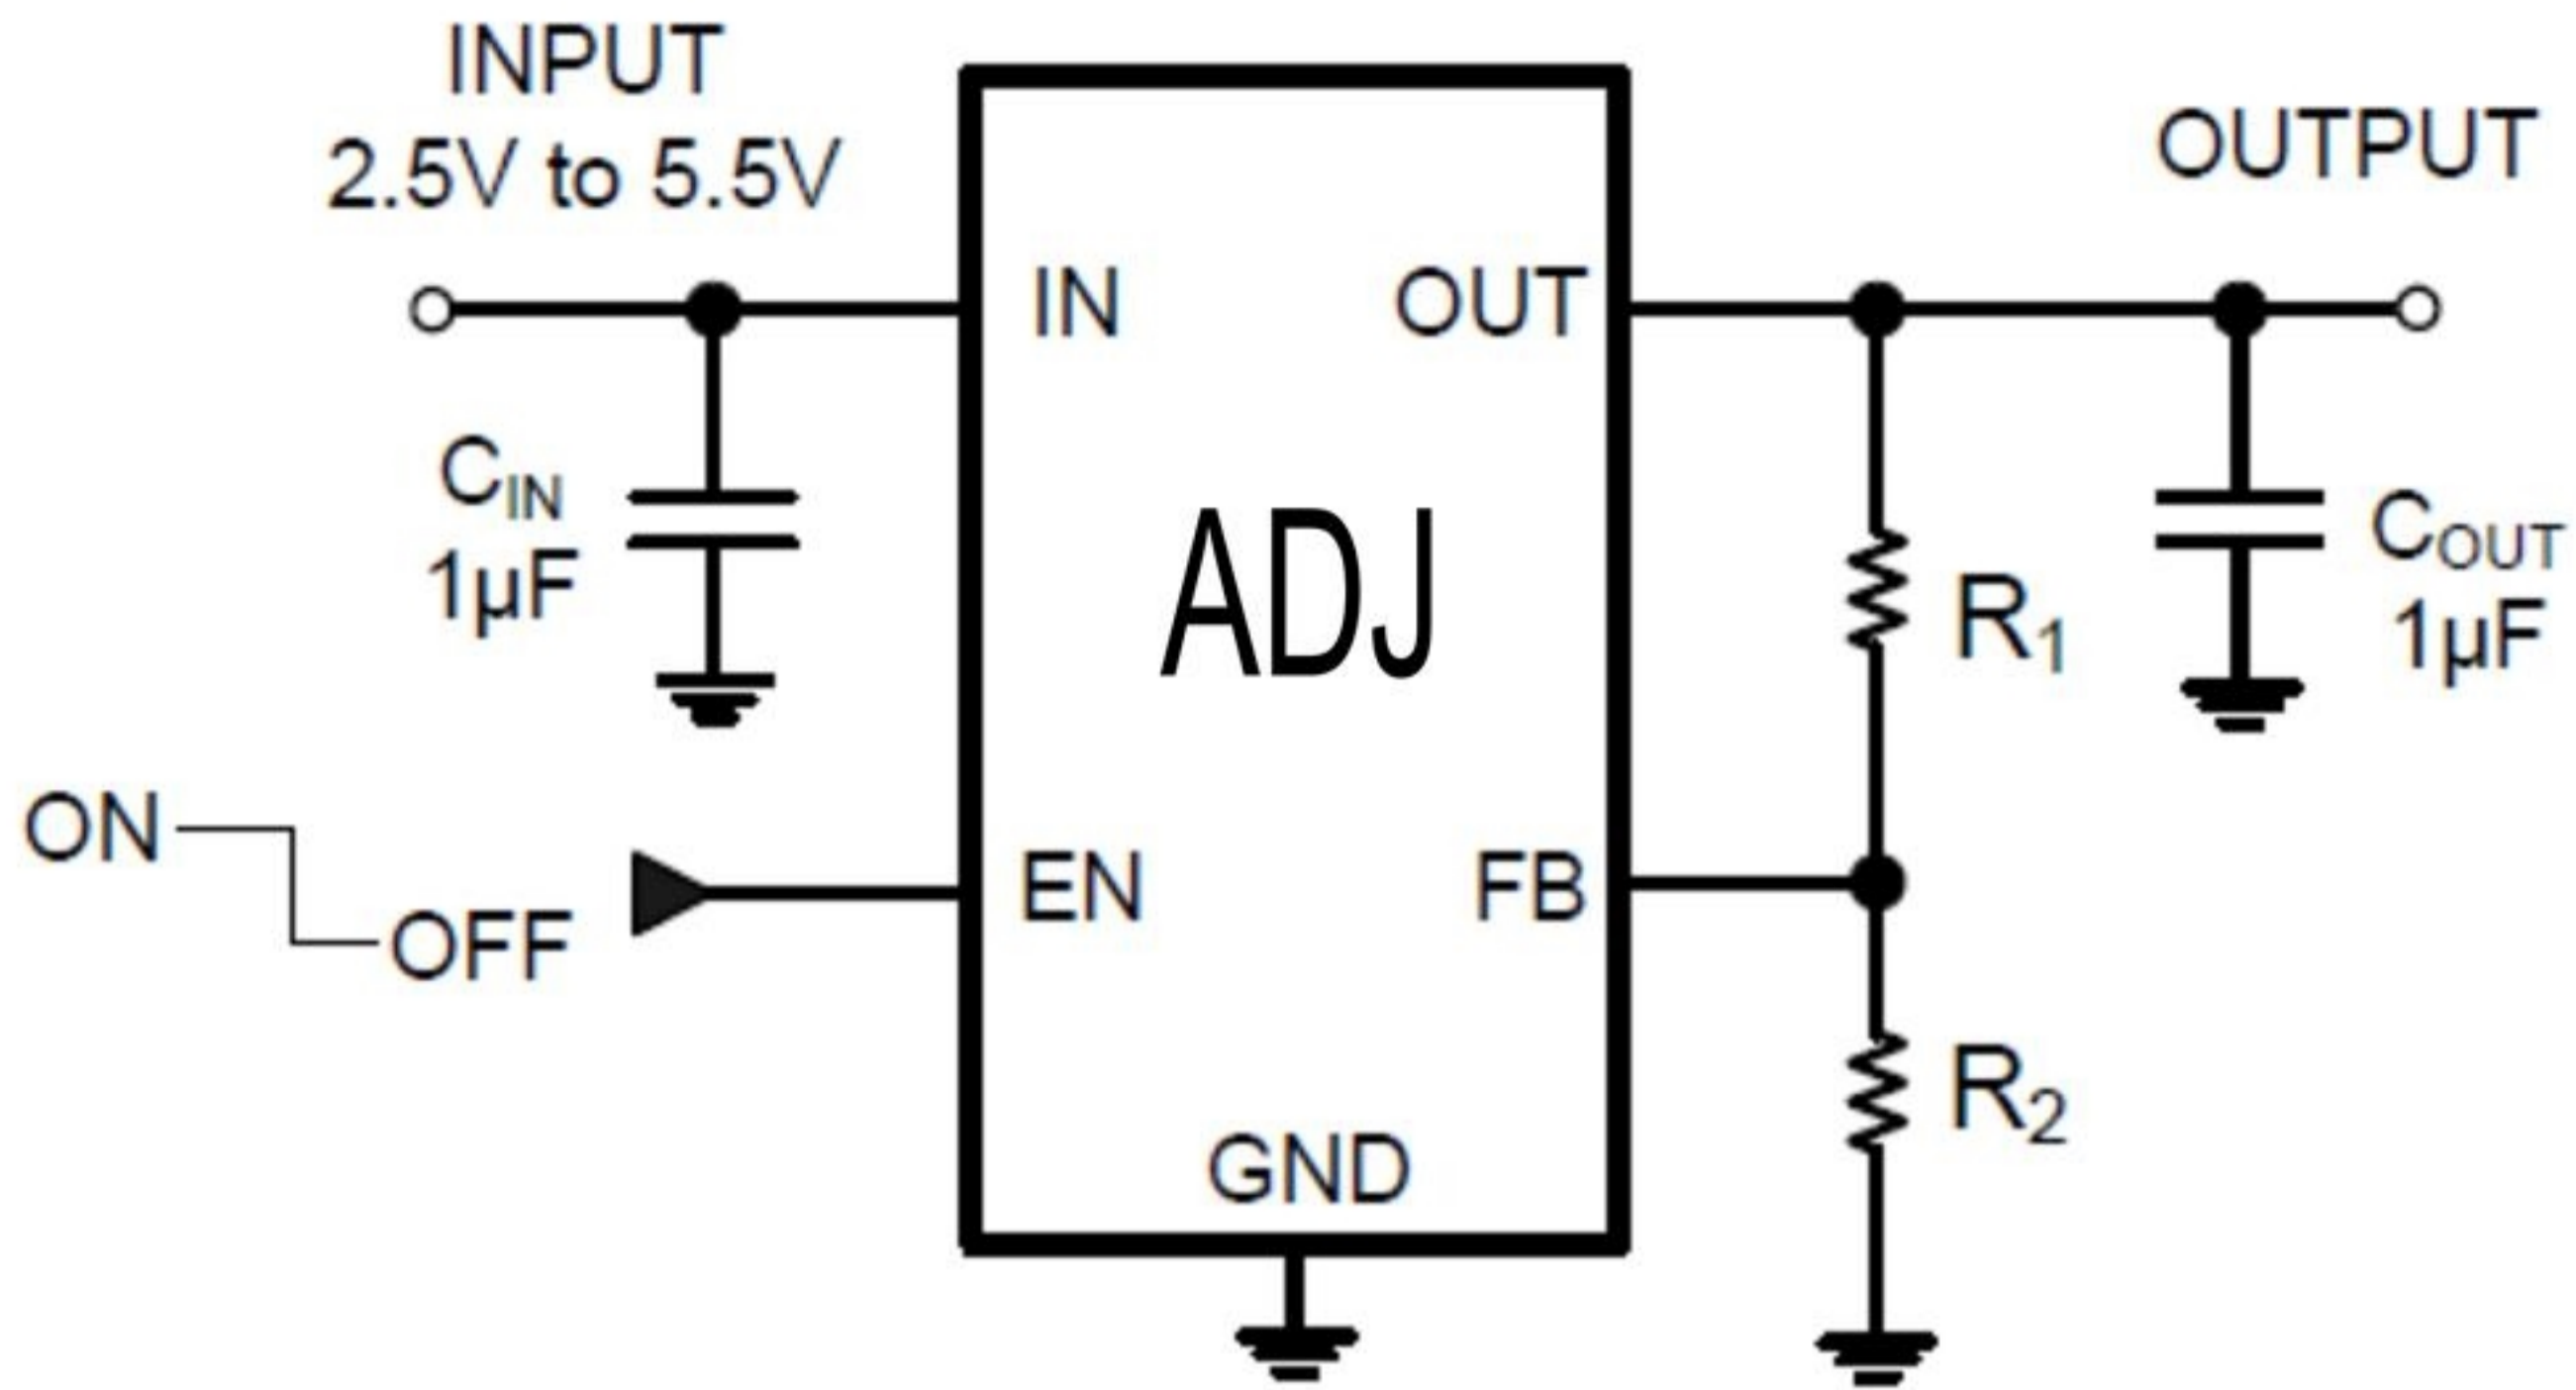 INPUT
2.5V to 5.5V
OUTPUT
IN
OUT
CIN
1µF
ADJ
R1
COUT
1µF
ON
OFF
EN
FB
R2
GND